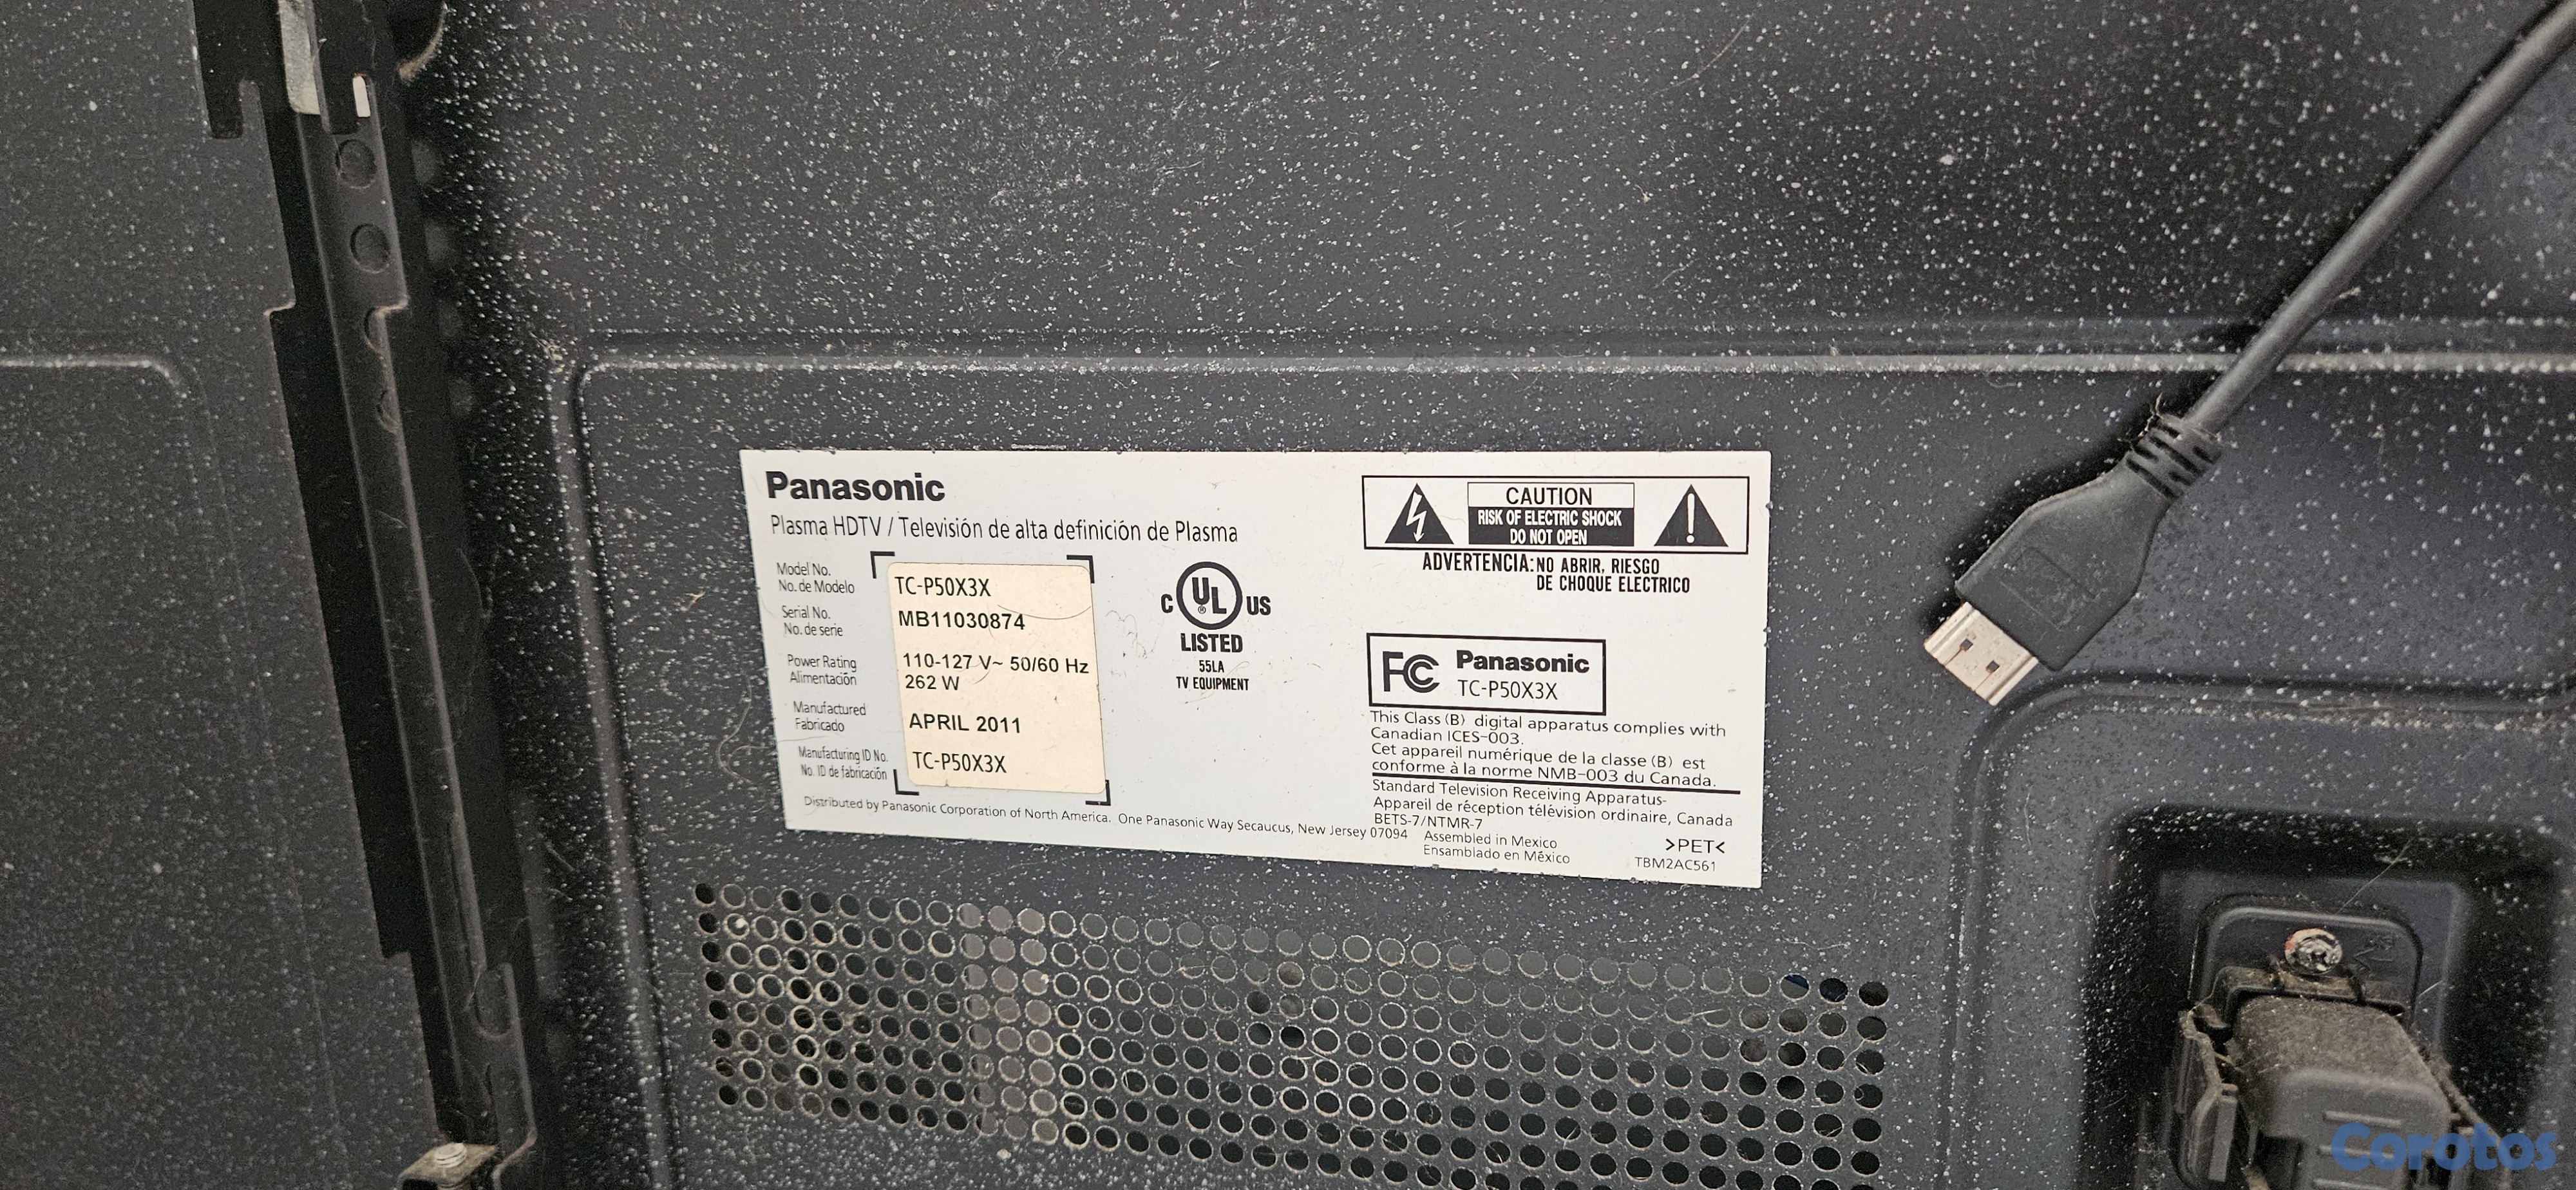 Panasonic
Plasma HDTV / Televisión de alta definición de Plasma
Model No.
No. de Modelo
TC-P50X3X
Serial No.
No. de serie
MB11030874
Power Rating
Alimentación
110-127 V~ 50/60 Hz
262 W
Manufactured
Fabricado
APRIL 2011
Manufacturing ID No.
No. ID de fabricación
TC-P50X3X
C UL US
®
LISTED
55LA
TV EQUIPMENT
CAUTION
RISK OF ELECTRIC SHOCK
DO NOT OPEN
ADVERTENCIA: NO ABRIR, RIESGO
DE CHOQUE ELECTRICO
FC Panasonic
TC-P50X3X
This Class (B) digital apparatus complies with
Canadian ICES-003.
Cet appareil numérique de la classe (B) est
conforme à la norme NMB-003 du Canada.
Standard Television Receiving Apparatus-
Appareil de réception télévision ordinaire, Canada
BETS-7/NTMR-7
Distributed by Panasonic Corporation of North America. One Panasonic Way Secaucus, New Jersey 07094
Assembled in Mexico
Ensamblado en México
>PET<
TBM2AC561
Corotos